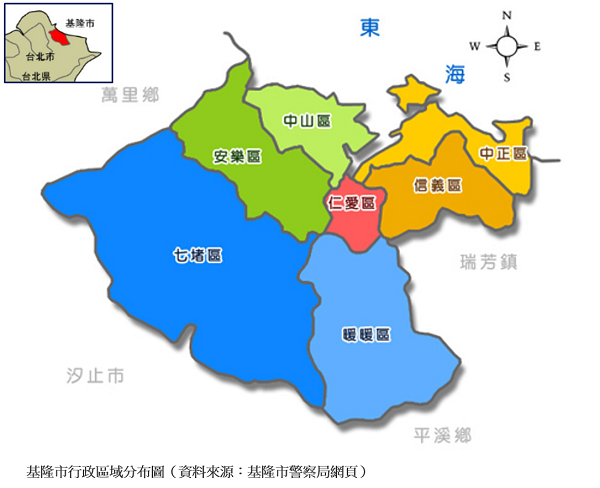 基隆市
台北市
台北県
東
海
N
W
E
S
萬里鄉
中山區
安樂區
中正區
信義區
仁愛區
七堵區
瑞芳鎮
暖暖區
汐止市
平溪鄉
基隆市行政區域分布圖（資料來源：基隆市警察局網頁）